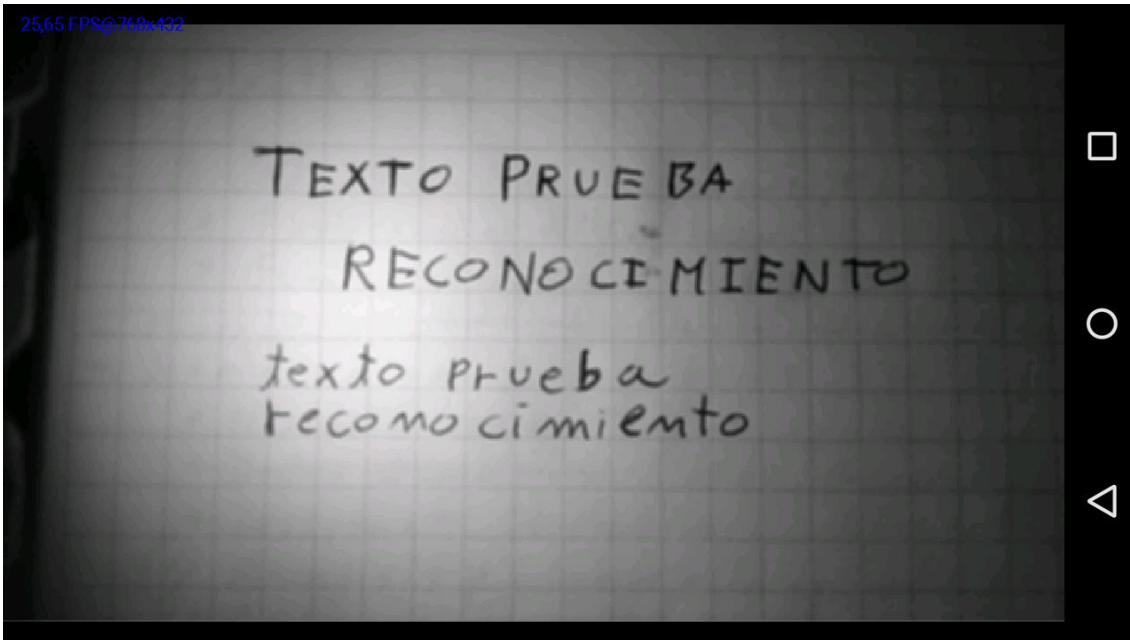 25,65 FPS@768x432
TEXTO PRUEBA
RECONOCIMIENTO
texto prueba
reconocimiento